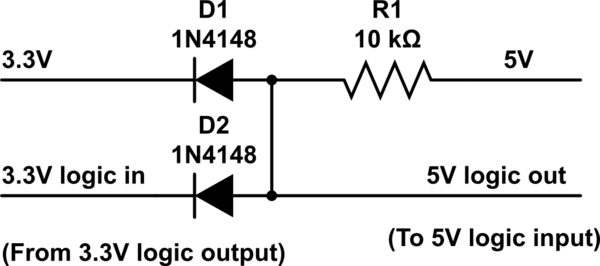 D1 R1
1N4148 10 kΩ
3.3V 5V
D2
1N4148
3.3V logic in 5V logic out
(From 3.3V logic output) (To 5V logic input)